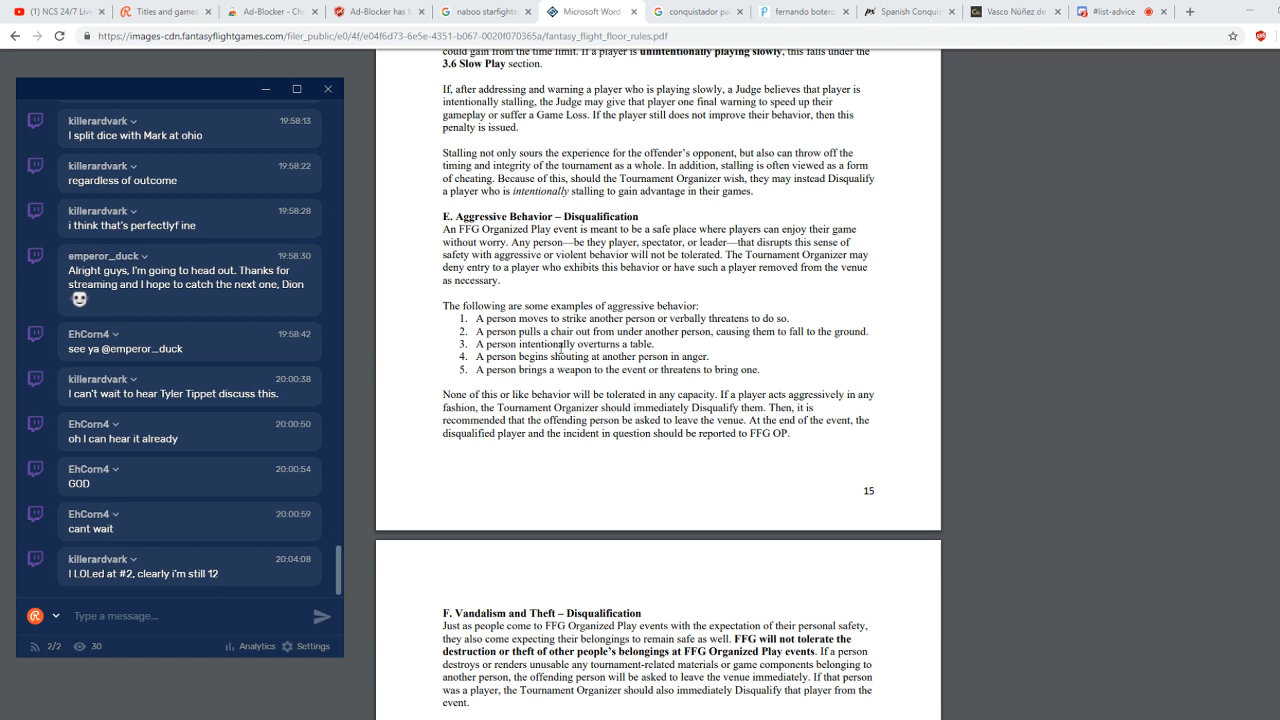 (1) NCS 24/7 Live
Titles and games
Ad-Blocker - Chr
Ad-Blocker has b
naboo starfighte
Microsoft Word
conquistador pa
fernando botero
Spanish Conqui
Vasco Núñez de
#list-advice
https://images-cdn.fantasyflightgames.com/filer_public/e0/4f/e04f6d73-6e5e-4351-b067-0020f070365a/fantasy_flight_floor_rules.pdf
killerardvark 19:58:13
I split dice with Mark at ohio
killerardvark 19:58:22
regardless of outcome
killerardvark 19:58:28
i think that's perfectlyf ine
emperor_duck 19:58:30
Alright guys, I'm going to head out. Thanks for
streaming and I hope to catch the next one, Dion
EhCorn4 19:58:42
see ya @emperor_duck
killerardvark 20:00:38
I can't wait to hear Tyler Tippet discuss this.
EhCorn4 20:00:50
oh I can hear it already
EhCorn4 20:00:54
GOD
EhCorn4 20:00:59
cant wait
killerardvark 20:04:08
I LOLed at #2, clearly i'm still 12
Type a message...
2/2 30 Analytics Settings
could gain from the time limit. If a player is unintentionally playing slowly, this falls under the
3.6 Slow Play section.
If, after addressing and warning a player who is playing slowly, a Judge believes that player is
intentionally stalling, the Judge may give that player one final warning to speed up their
gameplay or suffer a Game Loss. If the player still does not improve their behavior, then this
penalty is issued.
Stalling not only sours the experience for the offender's opponent, but also can throw off the
timing and integrity of the tournament as a whole. In addition, stalling is often viewed as a form
of cheating. Because of this, should the Tournament Organizer wish, they may instead Disqualify
a player who is intentionally stalling to gain advantage in their games.
E. Aggressive Behavior – Disqualification
An FFG Organized Play event is meant to be a safe place where players can enjoy their game
without worry. Any person—be they player, spectator, or leader—that disrupts this sense of
safety with aggressive or violent behavior will not be tolerated. The Tournament Organizer may
deny entry to a player who exhibits this behavior or have such a player removed from the venue
as necessary.
The following are some examples of aggressive behavior:
1. A person moves to strike another person or verbally threatens to do so.
2. A person pulls a chair out from under another person, causing them to fall to the ground.
3. A person intentionally overturns a table.
4. A person begins shouting at another person in anger.
5. A person brings a weapon to the event or threatens to bring one.
None of this or like behavior will be tolerated in any capacity. If a player acts aggressively in any
fashion, the Tournament Organizer should immediately Disqualify them. Then, it is
recommended that the offending person be asked to leave the venue. At the end of the event, the
disqualified player and the incident in question should be reported to FFG OP.
15
F. Vandalism and Theft – Disqualification
Just as people come to FFG Organized Play events with the expectation of their personal safety,
they also come expecting their belongings to remain safe as well. FFG will not tolerate the
destruction or theft of other people's belongings at FFG Organized Play events. If a person
destroys or renders unusable any tournament-related materials or game components belonging to
another person, the offending person will be asked to leave the venue immediately. If that person
was a player, the Tournament Organizer should also immediately Disqualify that player from the
event.